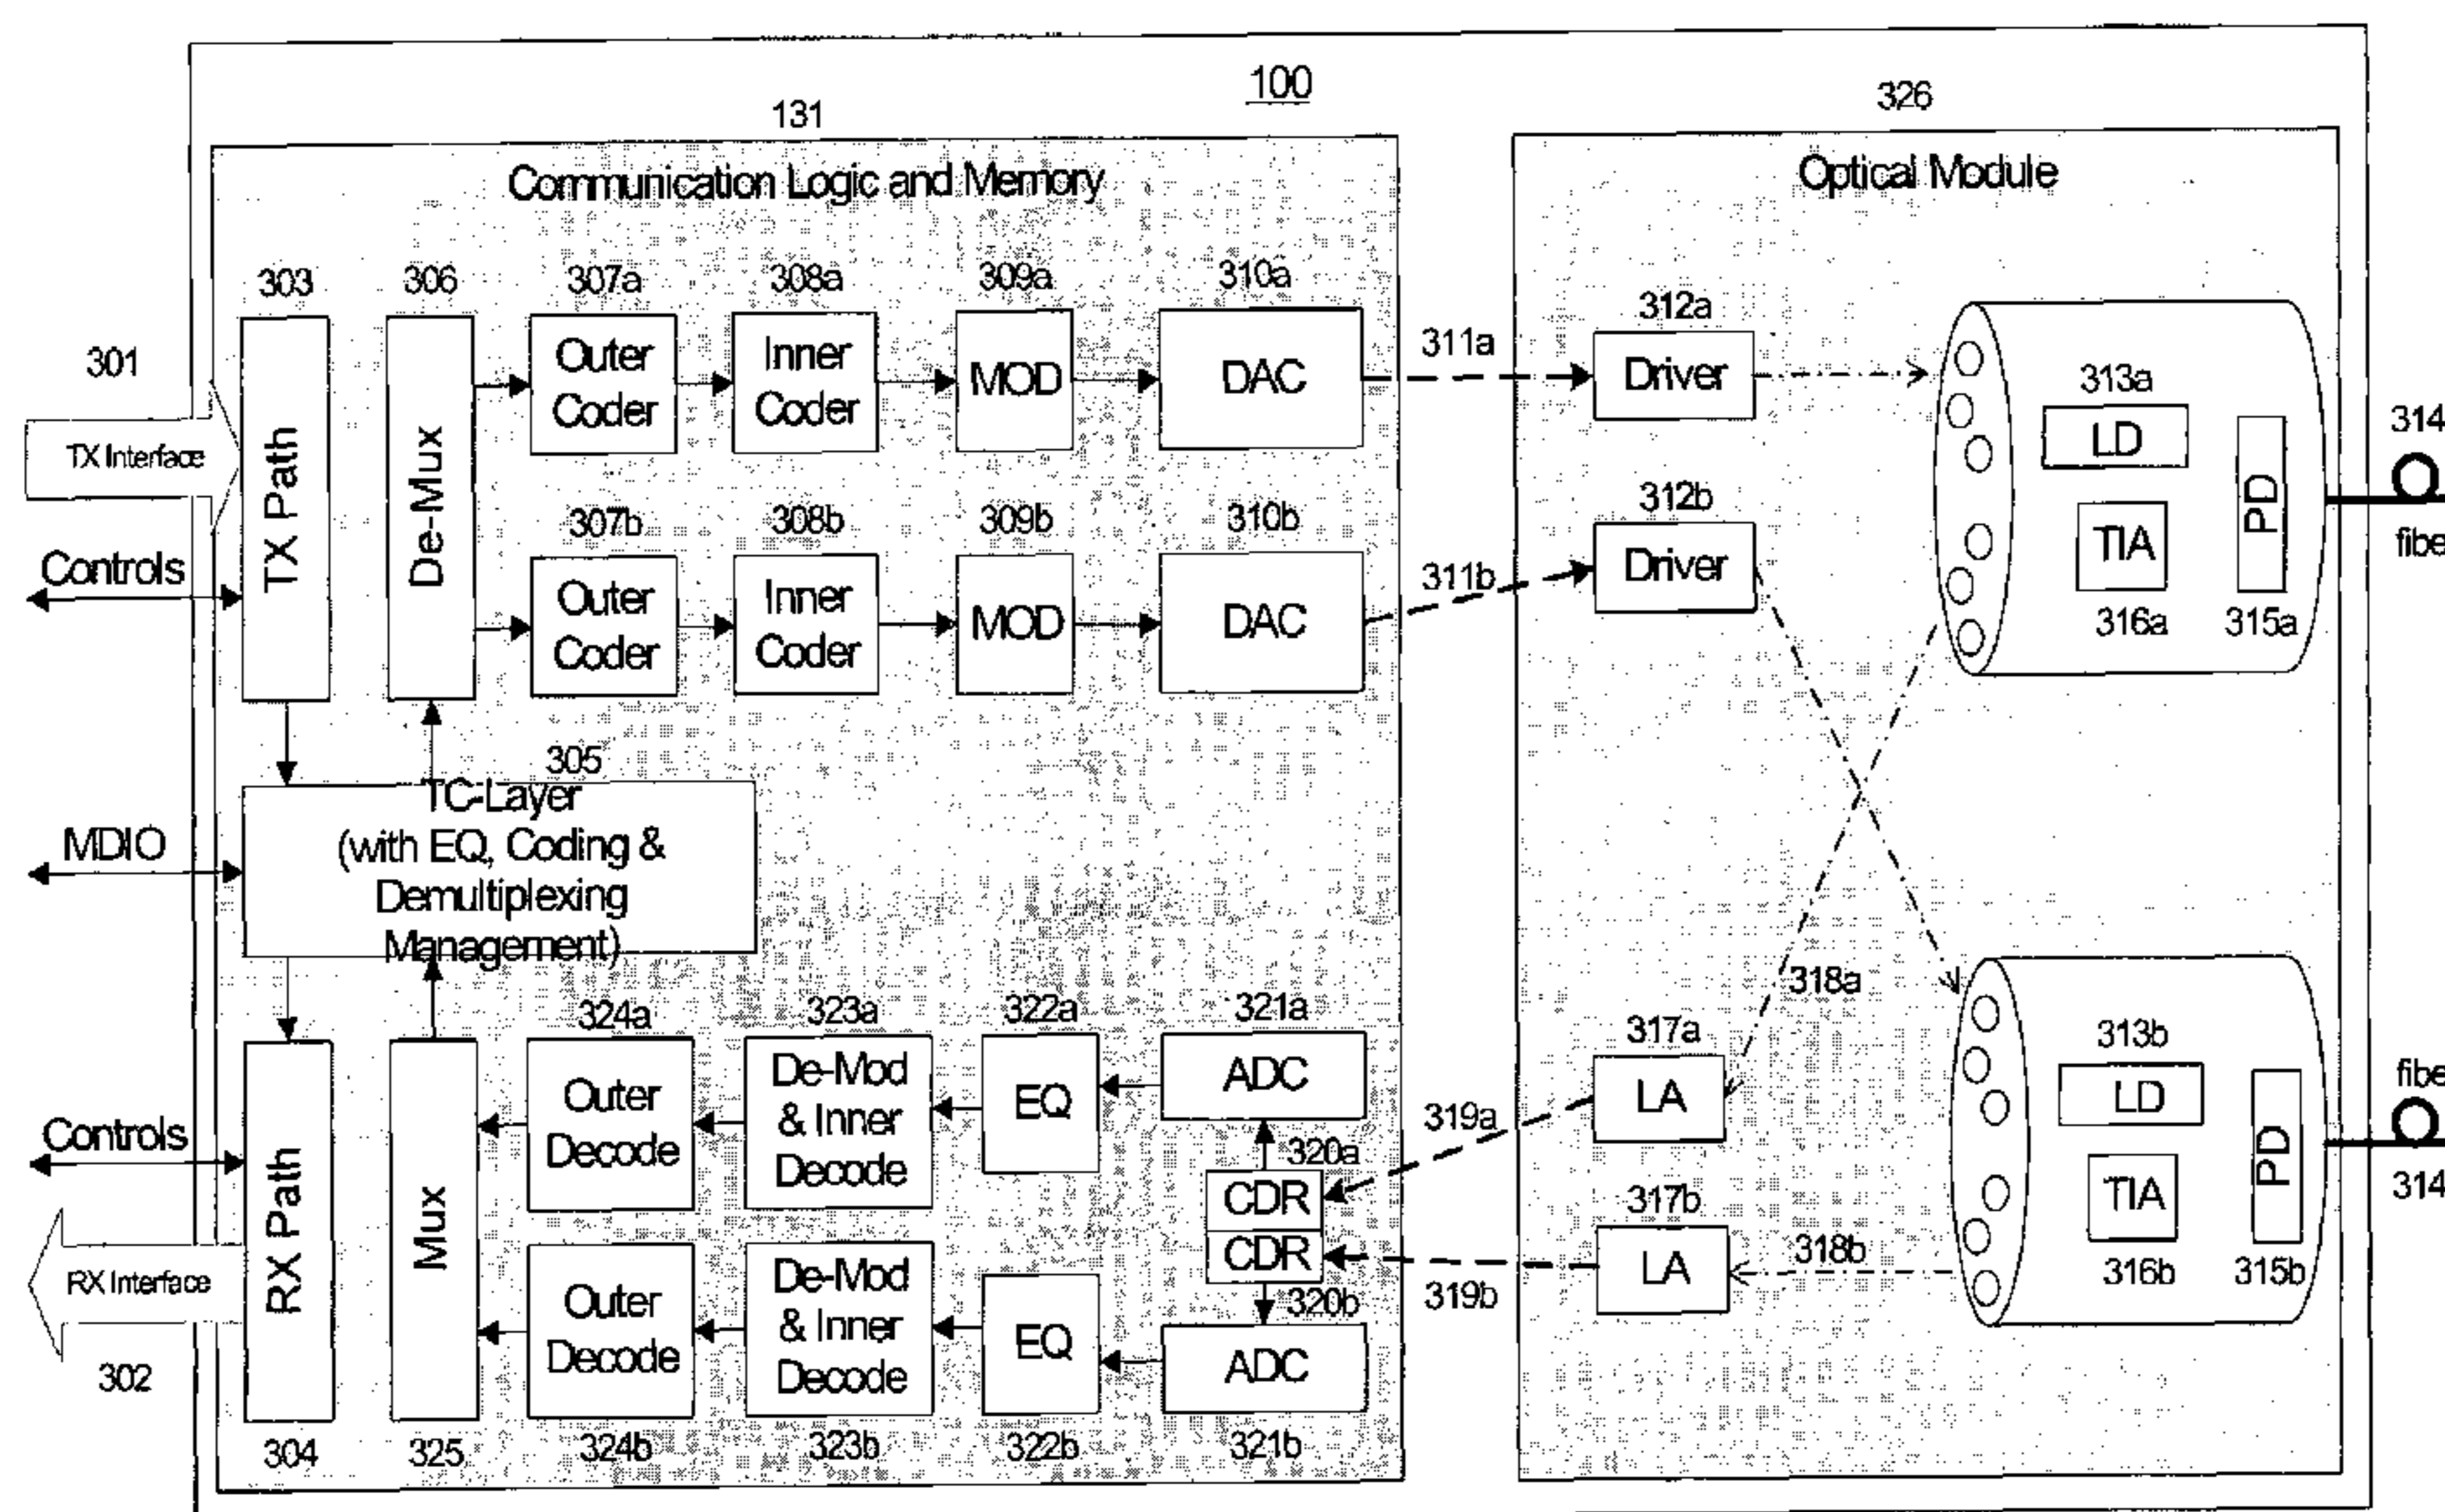 100
131
326
Communication Logic and Memory
Optical Module
303
306
307a
308a
309a
310a
311a
312a
301
TX Interface
TX Path
De-Mux
Outer
Coder
Inner
Coder
MOD
DAC
Driver
313a
LD
PD
314
TIA
316a
315a
Controls
307b
308b
309b
310b
311b
312b
Outer
Coder
Inner
Coder
MOD
DAC
Driver
305
TC-Layer
(with EQ, Coding &
Demultiplexing
Management)
MDIO
324a
323a
322a
321a
317a
318a
319a
Controls
RX Path
Mux
Outer
Decode
De-Mod
& Inner
Decode
EQ
ADC
320a
CDR
CDR
320b
LA
313b
LD
PD
314
TIA
316b
315b
RX Interface
302
Outer
Decode
De-Mod
& Inner
Decode
EQ
ADC
317b
LA
318b
319b
304
325
324b
323b
322b
321b